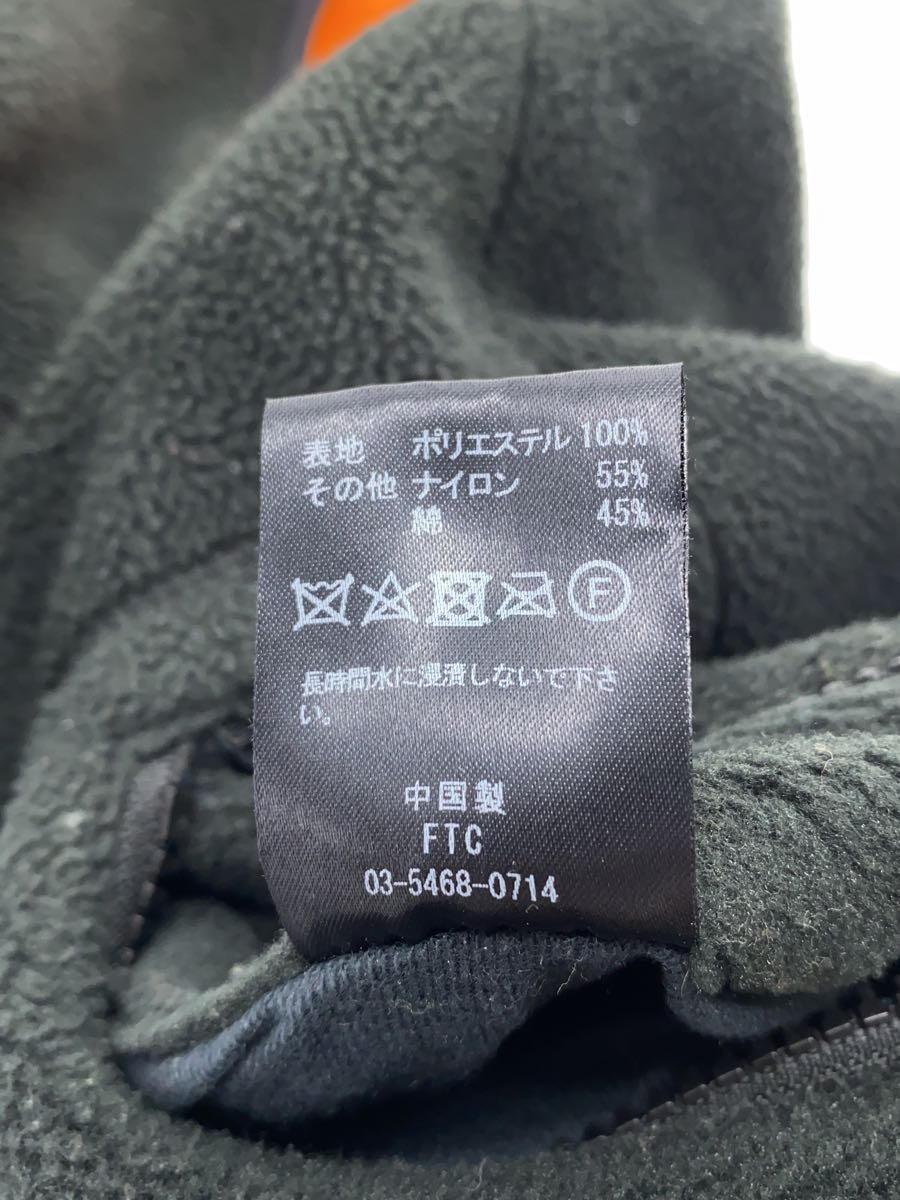 表地 ポリエステル 100%
その他 ナイロン 55%
綿 45%
F
長時間水に浸漬しないで下さ
い。
中国製
FTC
03-5468-0714